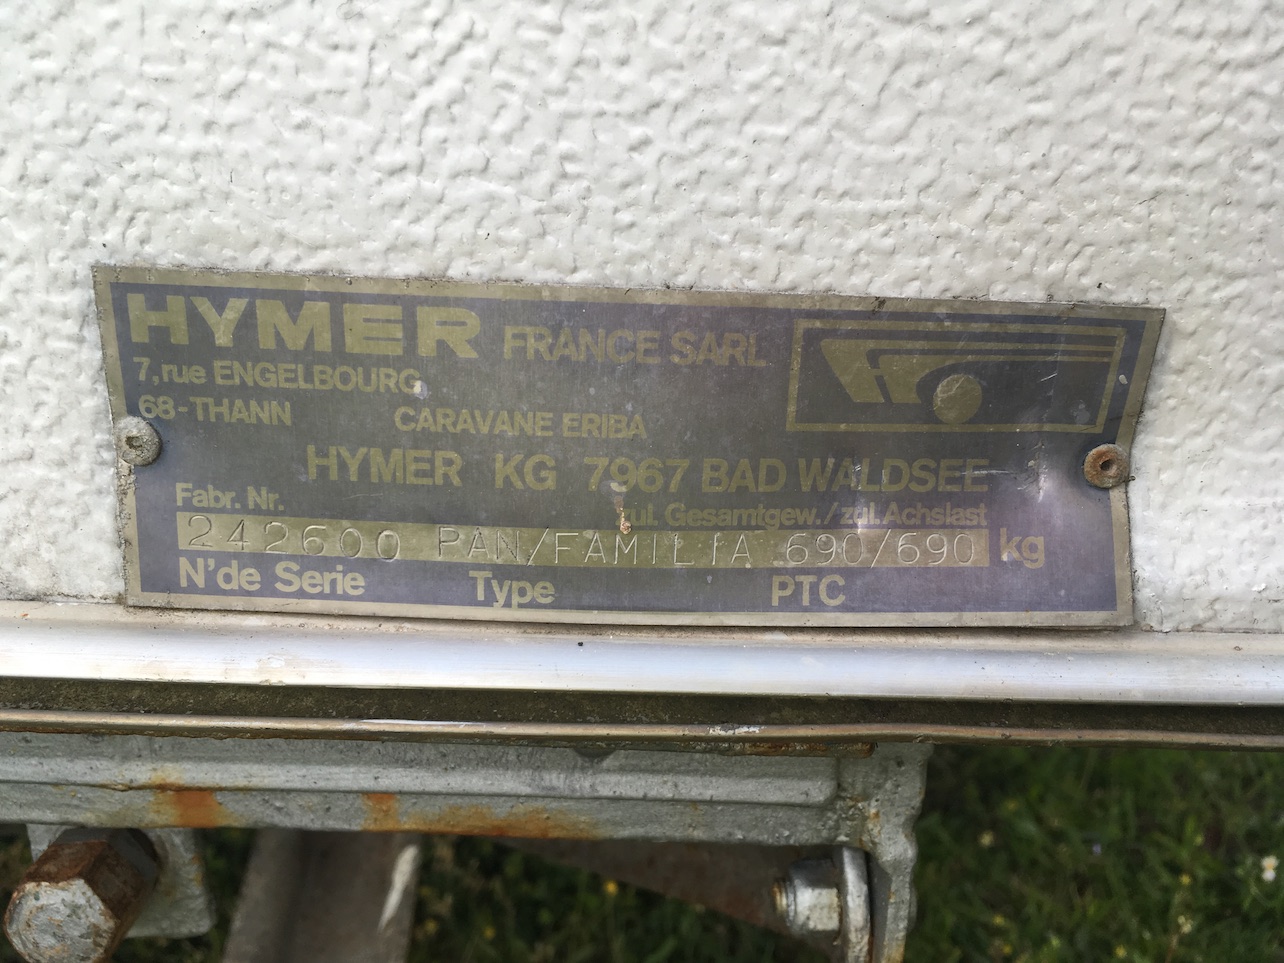 HYMER FRANCE SARL
7, rue ENGELBOURG
68-THANN CARAVANE ERIBA
HYMER KG 7967 BAD WALDSEE
Fabr. Nr. zul. Gesamtgew./zul. Achslast
242600 PAN/FAMILIA 690/690 kg
N'de Serie Type PTC